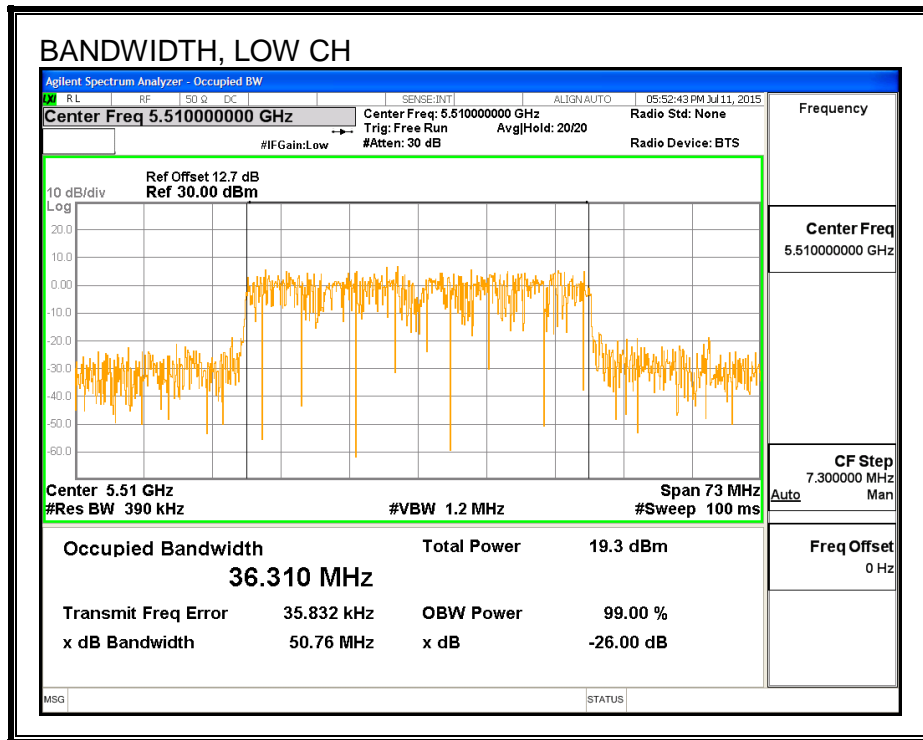 BANDWIDTH, LOW CH
Agilent Spectrum Analyzer - Occupied BW
LXI RL RF 50 Ω DC SENSE:INT ALIGN AUTO 05:52:43 PM Jul 11, 2015
Center Freq 5.510000000 GHz
Center Freq: 5.510000000 GHz Radio Std: None
Trig: Free Run Avg|Hold: 20/20
#IFGain:Low #Atten: 30 dB Radio Device: BTS
Frequency
Ref Offset 12.7 dB
10 dB/div Ref 30.00 dBm
Log
20.0
10.0
0.00
-10.0
-20.0
-30.0
-40.0
-50.0
-60.0
Center 5.51 GHz Span 73 MHz
#Res BW 390 kHz #VBW 1.2 MHz #Sweep 100 ms
Occupied Bandwidth Total Power 19.3 dBm
36.310 MHz
Transmit Freq Error 35.832 kHz OBW Power 99.00 %
x dB Bandwidth 50.76 MHz x dB -26.00 dB
Center Freq
5.510000000 GHz
CF Step
7.300000 MHz
Auto Man
Freq Offset
0 Hz
MSG STATUS